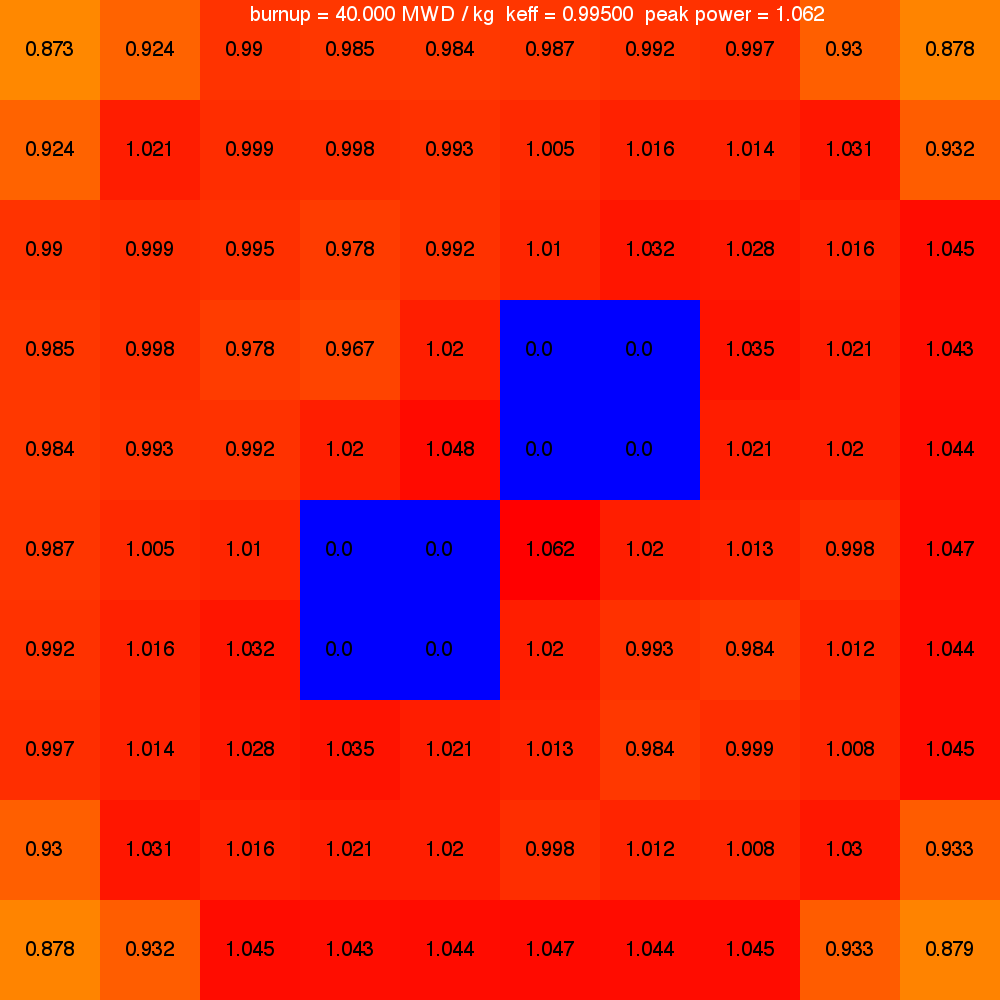 burnup = 40.000 MWD / kg keff = 0.99500 peak power = 1.062
0.873 0.924 0.99 0.985 0.984 0.987 0.992 0.997 0.93 0.878
0.924 1.021 0.999 0.998 0.993 1.005 1.016 1.014 1.031 0.932
0.99 0.999 0.995 0.978 0.992 1.01 1.032 1.028 1.016 1.045
0.985 0.998 0.978 0.967 1.02 0.0 0.0 1.035 1.021 1.043
0.984 0.993 0.992 1.02 1.048 0.0 0.0 1.021 1.02 1.044
0.987 1.005 1.01 0.0 0.0 1.062 1.02 1.013 0.998 1.047
0.992 1.016 1.032 0.0 0.0 1.02 0.993 0.984 1.012 1.044
0.997 1.014 1.028 1.035 1.021 1.013 0.984 0.999 1.008 1.045
0.93 1.031 1.016 1.021 1.02 0.998 1.012 1.008 1.03 0.933
0.878 0.932 1.045 1.043 1.044 1.047 1.044 1.045 0.933 0.879